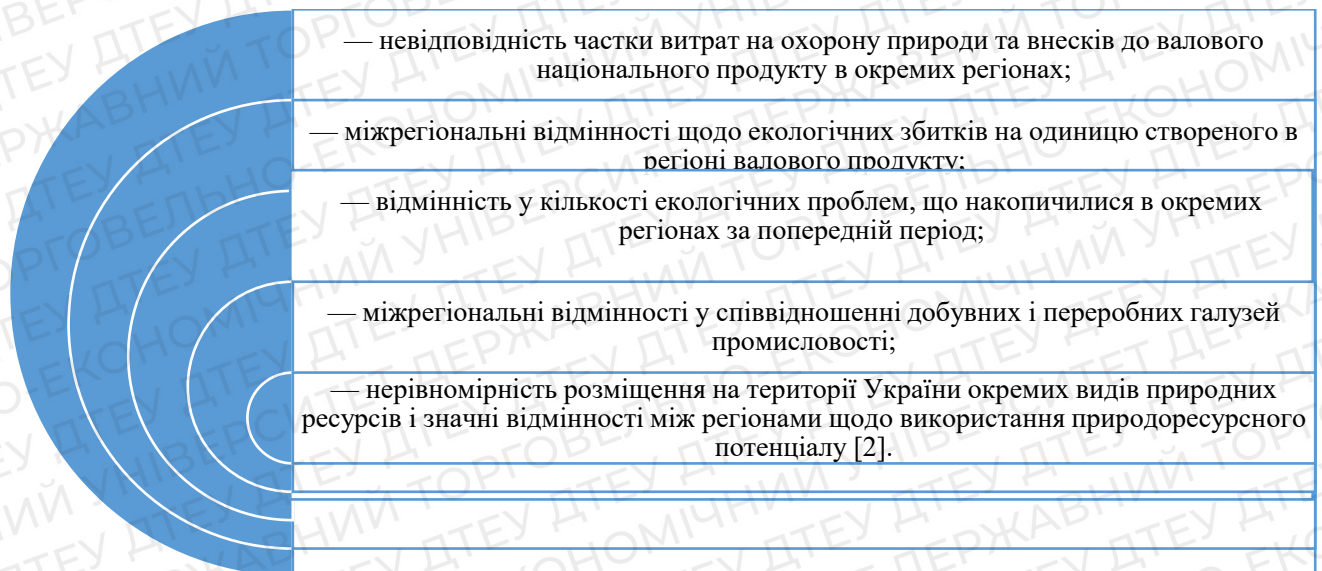 — невідповідність частки витрат на охорону природи та внесків до валового
національного продукту в окремих регіонах;
— міжрегіональні відмінності щодо екологічних збитків на одиницю створеного в
регіоні валового продукту;
— відмінність у кількості екологічних проблем, що накопичилися в окремих
регіонах за попередній період;
— міжрегіональні відмінності у співвідношенні добувних і переробних галузей
промисловості;
— нерівномірність розміщення на території України окремих видів природних
ресурсів і значні відмінності між регіонами щодо використання природоресурсного
потенціалу [2].